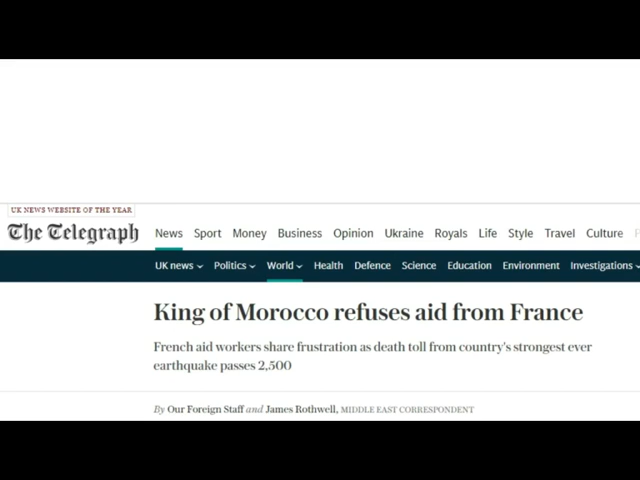 UK NEWS WEBSITE OF THE YEAR
The Telegraph
News Sport Money Business Opinion Ukraine Royals Life Style Travel Culture
UK news Politics World Health Defence Science Education Environment Investigations
King of Morocco refuses aid from France
French aid workers share frustration as death toll from country's strongest ever
earthquake passes 2,500
By Our Foreign Staff and James Rothwell, MIDDLE EAST CORRESPONDENT